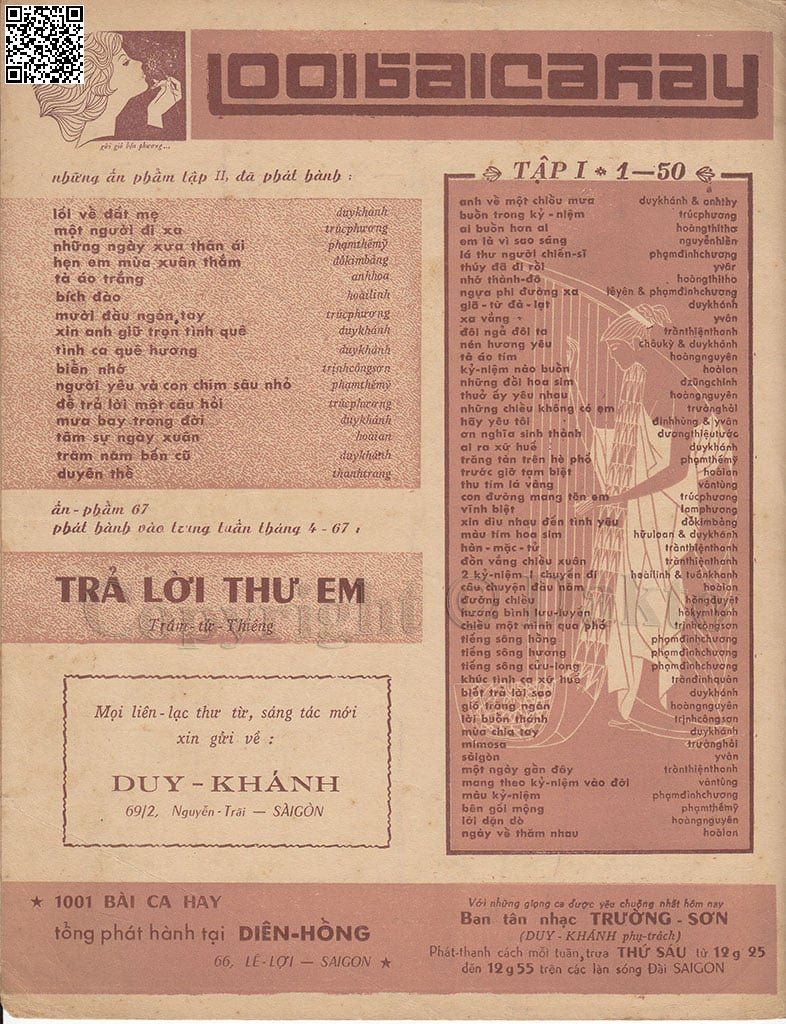 1001 bài ca hay
gửi gió bốn phương...
những ấn phẩm tập II, đã phát hành :
lối về đất mẹ duykhánh
một người đi xa trúcphương
những ngày xưa thân ái phạmthếmỹ
hẹn em mùa xuân thắm đỗkimbảng
tà áo trắng anhhoa
bích đào hoàilinh
mười đầu ngón tay trúcphương
xin anh giữ trọn tình quê duykhánh
tình ca quê hương duykhánh
biển nhớ trịnhcôngsơn
người yêu và con chim sâu nhỏ phạmthếmỹ
để trả lời một câu hỏi trúcphương
mưa bay trong đời duykhánh
tâm sự ngày xuân hoàian
trăm năm bến cũ duykhánh
duyên thề thanhtrang
ấn - phẩm 67
phát hành vào trung tuần tháng 4 - 67 :
TRẢ LỜI THƯ EM
Trầm - tử - Thiêng
Mọi liên - lạc thư từ, sáng tác mới
xin gửi về :
DUY - KHÁNH
69/2, Nguyễn - Trãi — SÀIGÒN
TẬP I * 1—50
anh về một chiều mưa duykhánh & anhthy
buồn trong kỷ - niệm trúcphương
ai buồn hơn ai hoàngthithơ
em là vì sao sáng nguyễnhiền
lá thư người chiến-sĩ phạmđìnhchương
thúy đã đi rồi yvân
nhớ thành-đô hoàngthithơ
ngựa phi đường xa lêyên & phạmđìnhchương
giã - từ đà - lạt duykhánh
xa vắng yvân
đôi ngả đôi ta trầnthiệnthanh
nén hương yêu châukỳ & duykhánh
tà áo tím hoàngnguyên
kỷ-niệm nào buồn hoàian
những đồi hoa sim dzũngchinh
thuở ấy yêu nhau hoàngnguyên
những chiều không có em trườnghải
hãy yêu tôi đinhhùng & yvân
ơn nghĩa sinh thành dươngthiệutước
ai ra xứ huế duykhánh
trăng tàn trên hè phố phạmthếmỹ
trước giờ tạm biệt hoàian
thu tím lá vàng văntùng
con đường mang tên em trúcphương
vĩnh biệt lamphương
xin dìu nhau đến tình yêu đỗkimbảng
màu tím hoa sim hữuloan & duykhánh
hàn - mặc - tử trầnthiệnthanh
đồn vắng chiều xuân trầnthiệnthanh
2 kỷ-niệm 1 chuyến đi hoàilinh & tuấnkhanh
câu chuyện đầu năm hoàian
đường chiều hồngduyệt
hương bình lưu-luyến hồkỳmthanh
chiều một mình qua phố trịnhcôngsơn
tiếng sông hồng phạmđìnhchương
tiếng sông hương phạmđìnhchương
tiếng sông cửu-long phạmđìnhchương
khúc tình ca xứ huế trầnđìnhquân
biết trả lời sao duykhánh
gió trăng ngàn hoàngnguyên
lời buồn thánh trịnhcôngsơn
mùa chia tay duykhánh
mimosa trườnghải
sàigòn yvân
một ngày gần đây trầnthiệnthanh
mang theo kỷ-niệm vào đời văntùng
màu kỷ-niệm phạmđìnhchương
bên gối mộng phạmthếmỹ
lời dặn dò hoàngnguyên
ngày về thăm nhau hoàian
★ 1001 BÀI CA HAY
tổng phát hành tại DIÊN-HỒNG
66, LÊ-LỢI — SAIGON ★
Với những giọng ca được yêu chuộng nhất hôm nay
Ban tân nhạc TRƯỜNG - SƠN
(DUY - KHÁNH phụ-trách)
Phát-thanh cách mỗi tuần, trưa THỨ SÁU từ 12g 25
đến 12g55 trên các làn sóng Đài SAIGON